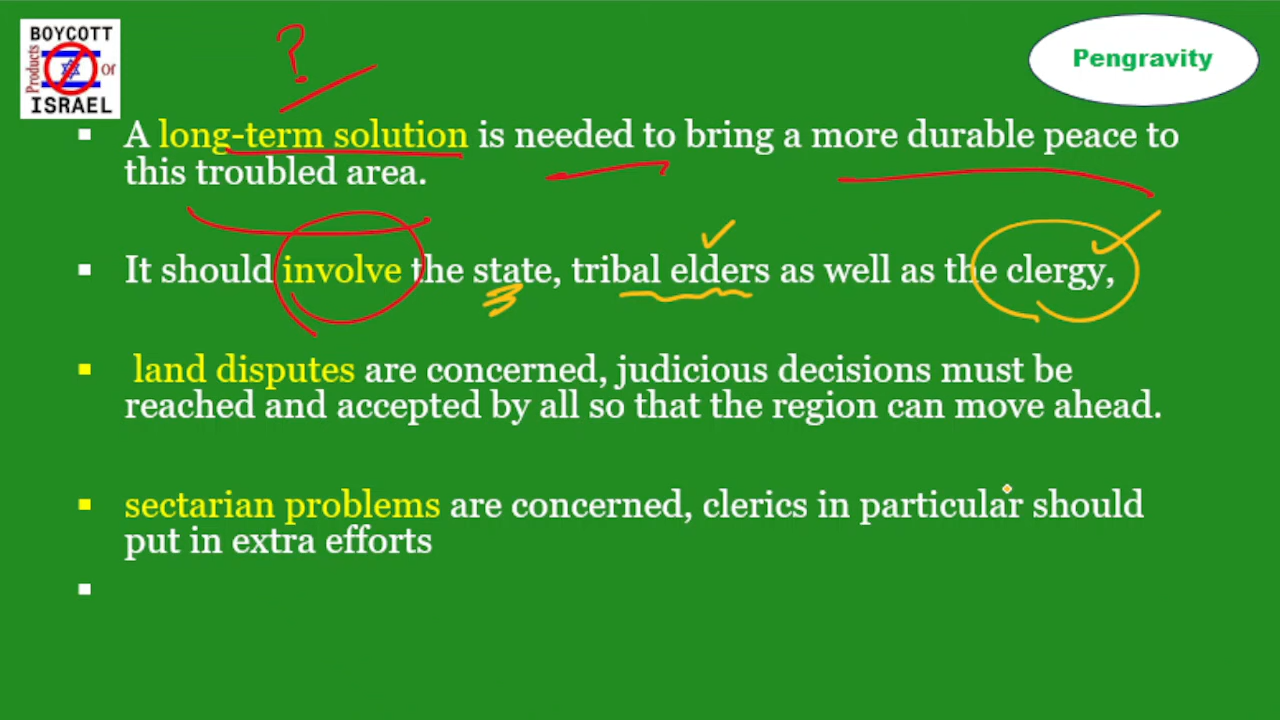 BOYCOTT
Products
OF
ISRAEL
Pengravity
?
A long-term solution is needed to bring a more durable peace to
this troubled area.
It should involve the state, tribal elders as well as the clergy,
land disputes are concerned, judicious decisions must be
reached and accepted by all so that the region can move ahead.
sectarian problems are concerned, clerics in particular should
put in extra efforts